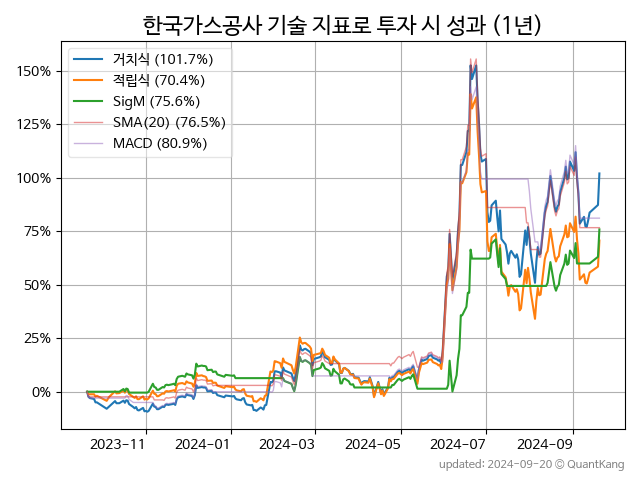 한국가스공사 기술 지표로 투자 시 성과 (1년)
거치식 (101.7%)
적립식 (70.4%)
SigM (75.6%)
SMA(20) (76.5%)
MACD (80.9%)
150%
125%
100%
75%
50%
25%
0%
2023-11
2024-01
2024-03
2024-05
2024-07
2024-09
updated: 2024-09-20 © QuantKang